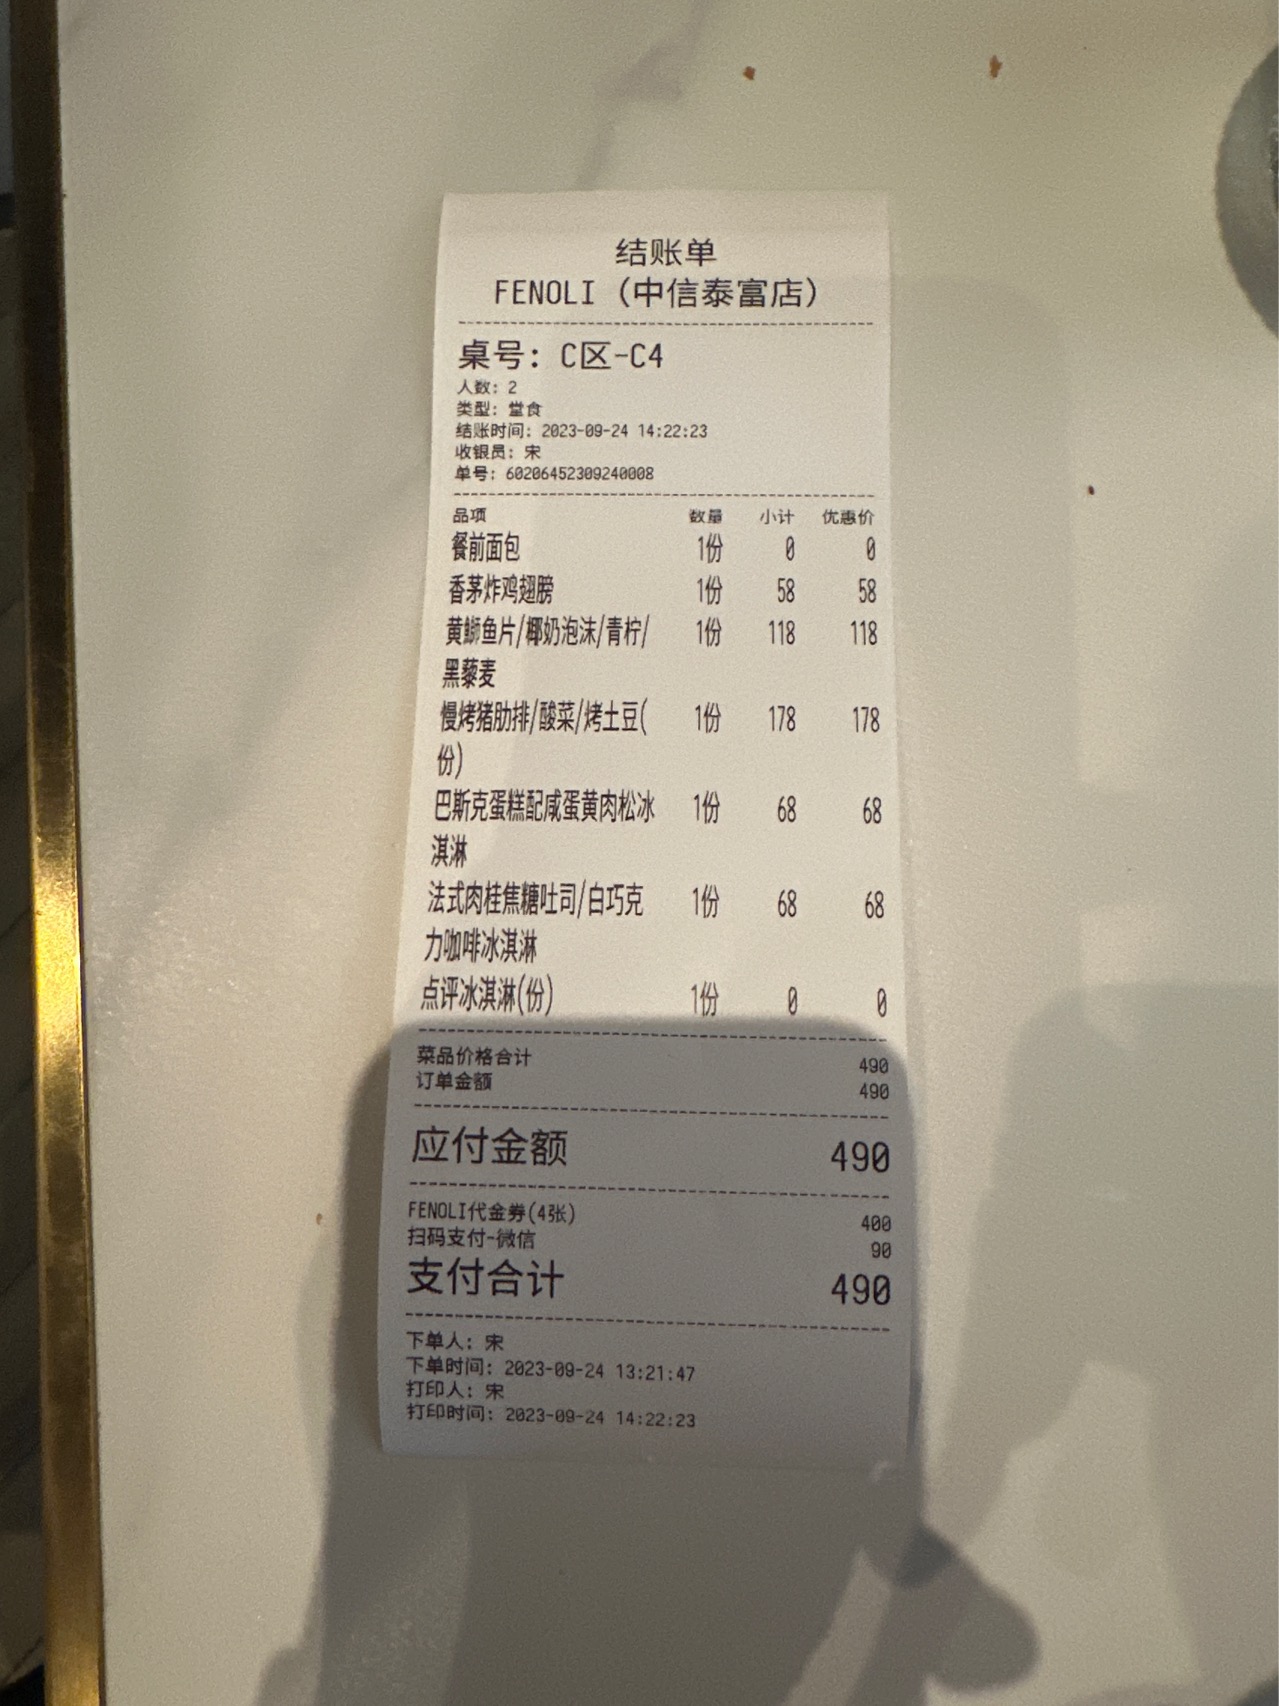 结账单
FENOLI（中信泰富店）
桌号：C区-C4
人数：2
类型：堂食
结账时间：2023-09-24 14:22:23
收银员：宋
单号：60206452309240008
品项 数量 小计 优惠价
餐前面包 1份 0 0
香茅炸鸡翅膀 1份 58 58
黄鰤鱼片/椰奶泡沫/青柠/ 1份 118 118
黑藜麦
慢烤猪肋排/酸菜/烤土豆( 1份 178 178
份)
巴斯克蛋糕配咸蛋黄肉松冰 1份 68 68
淇淋
法式肉桂焦糖吐司/白巧克 1份 68 68
力咖啡冰淇淋
点评冰淇淋(份) 1份 0 0
菜品价格合计 490
订单金额 490
应付金额 490
FENOLI代金券(4张) 400
扫码支付-微信 90
支付合计 490
下单人：宋
下单时间：2023-09-24 13:21:47
打印人：宋
打印时间：2023-09-24 14:22:23